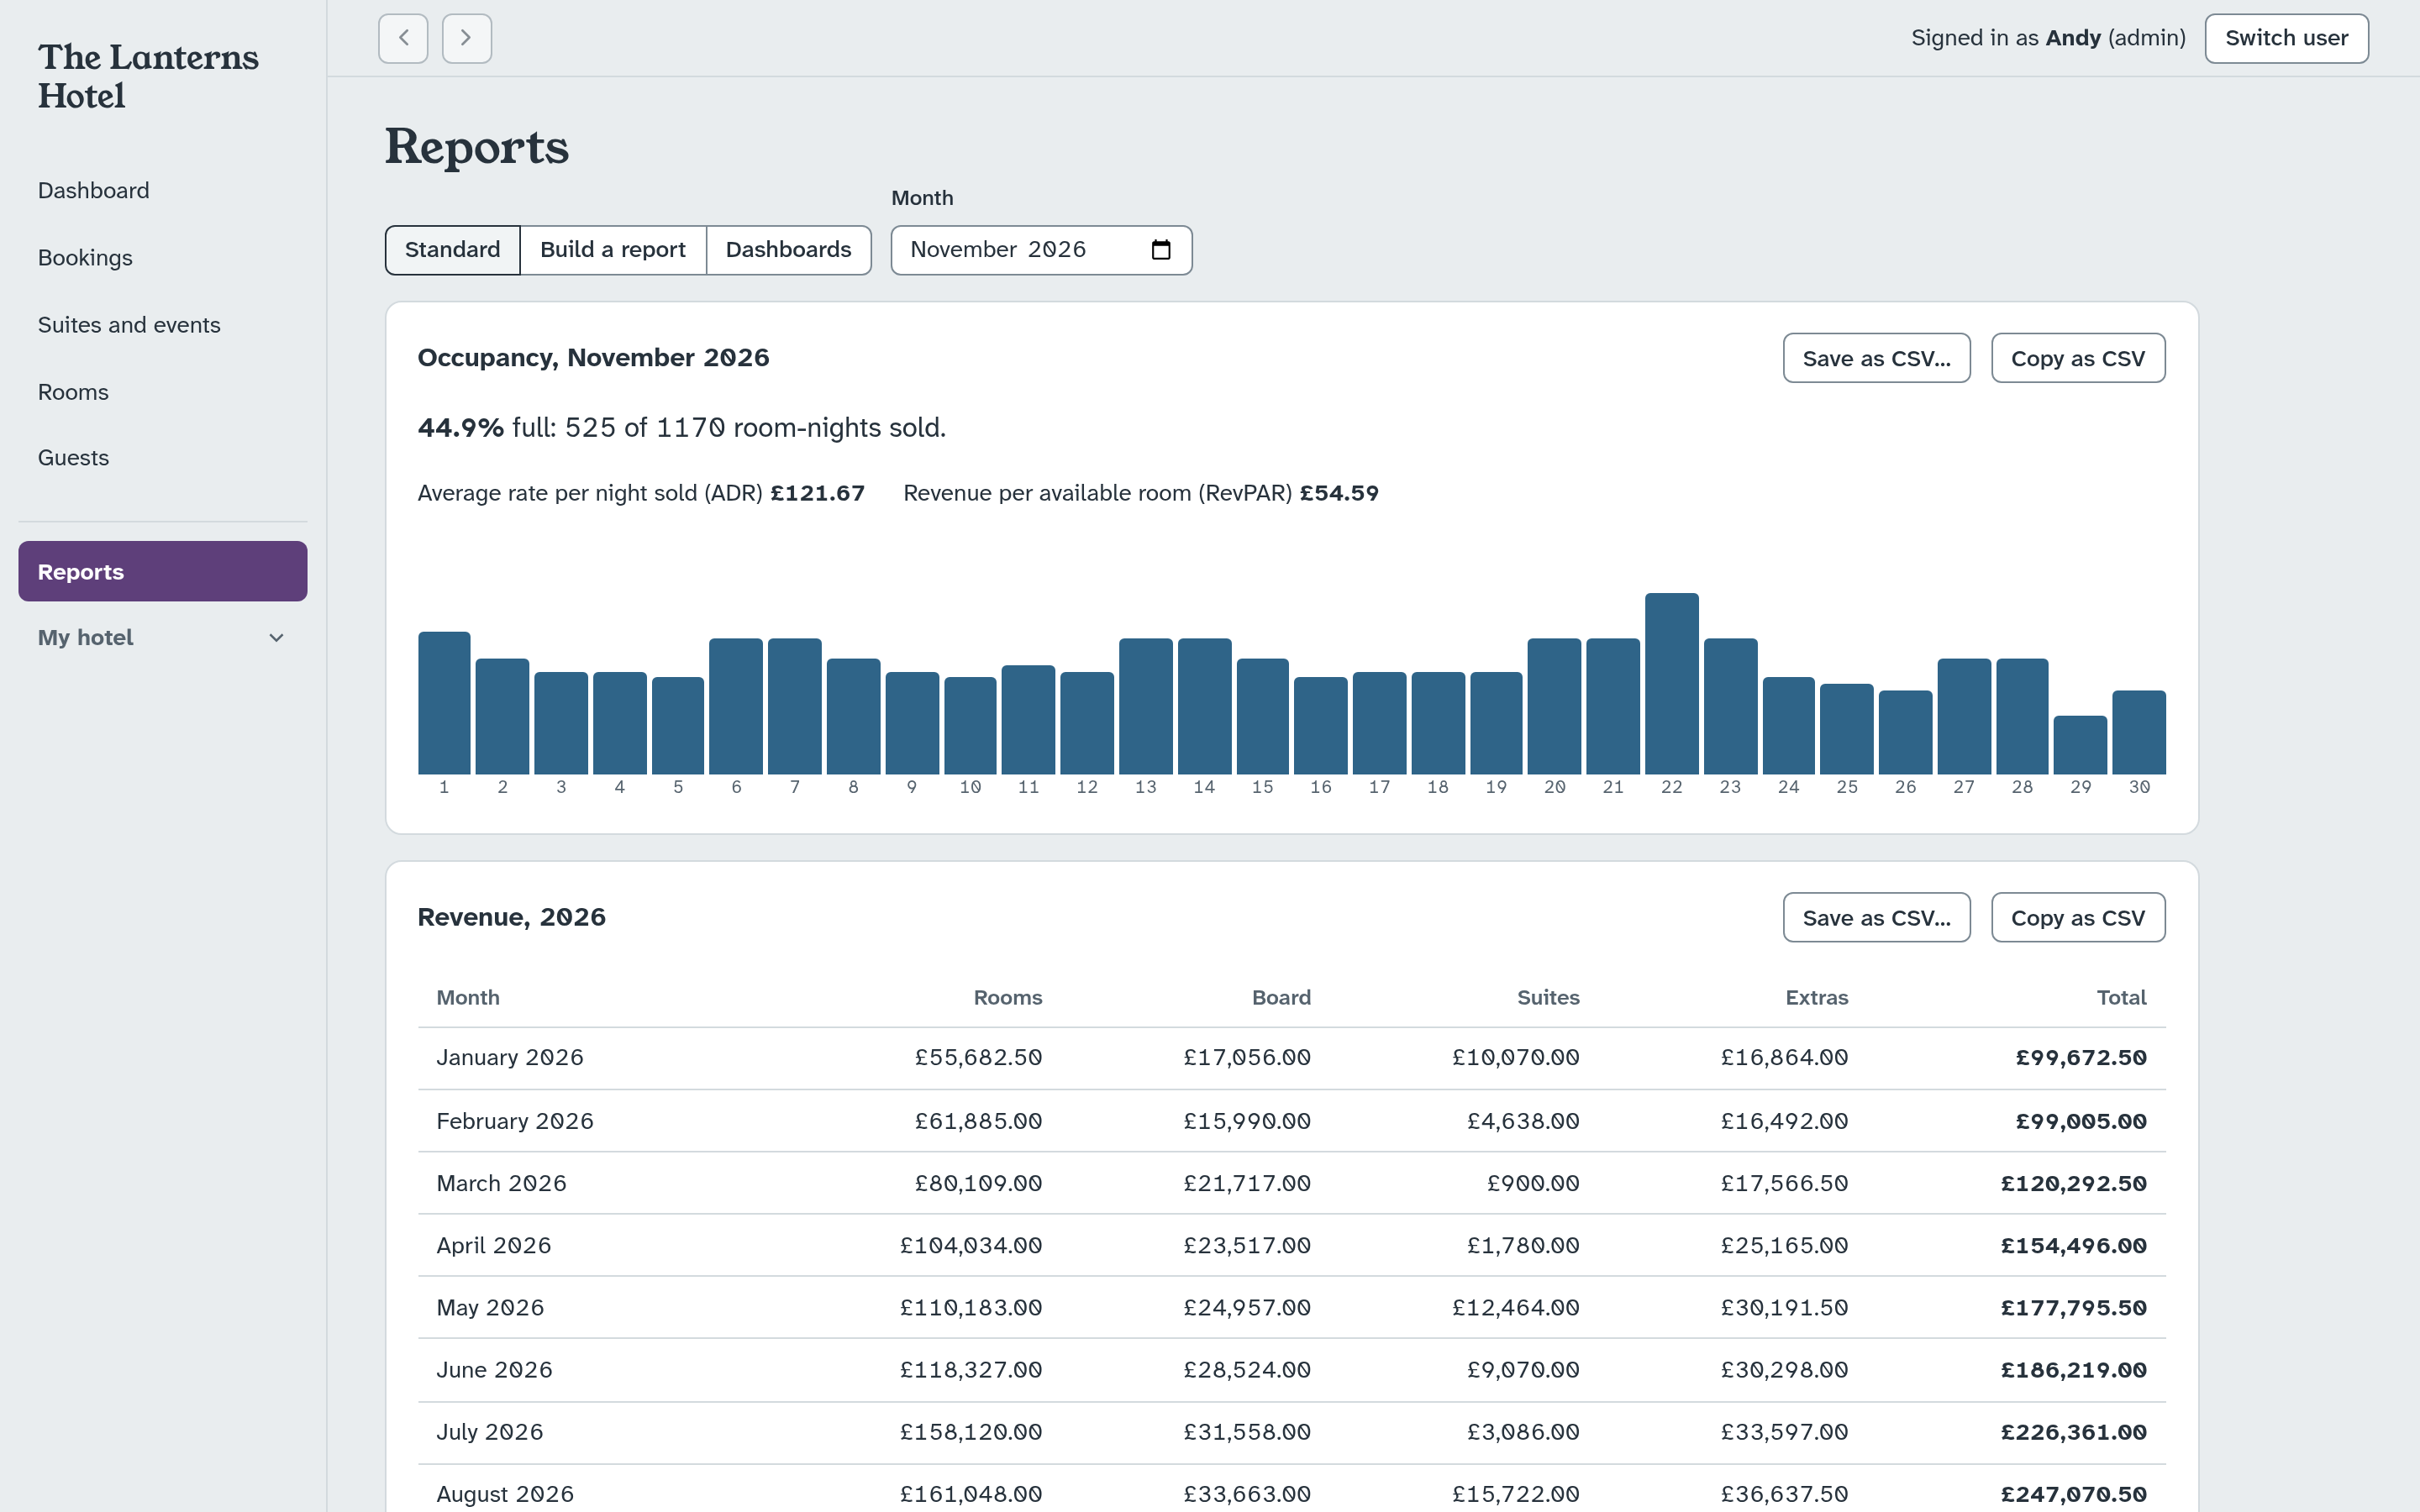 The Lanterns
Hotel
Dashboard
Bookings
Suites and events
Rooms
Guests
Reports
My hotel
Signed in as Andy (admin)
Switch user
Reports
Month
Standard
Build a report
Dashboards
November 2026
Occupancy, November 2026
Save as CSV...
Copy as CSV
44.9% full: 525 of 1170 room-nights sold.
Average rate per night sold (ADR) £121.67 Revenue per available room (RevPAR) £54.59
1 2 3 4 5 6 7 8 9 10 11 12 13 14 15 16 17 18 19 20 21 22 23 24 25 26 27 28 29 30
Revenue, 2026
Save as CSV...
Copy as CSV
Month Rooms Board Suites Extras Total
January 2026 £55,682.50 £17,056.00 £10,070.00 £16,864.00 £99,672.50
February 2026 £61,885.00 £15,990.00 £4,638.00 £16,492.00 £99,005.00
March 2026 £80,109.00 £21,717.00 £900.00 £17,566.50 £120,292.50
April 2026 £104,034.00 £23,517.00 £1,780.00 £25,165.00 £154,496.00
May 2026 £110,183.00 £24,957.00 £12,464.00 £30,191.50 £177,795.50
June 2026 £118,327.00 £28,524.00 £9,070.00 £30,298.00 £186,219.00
July 2026 £158,120.00 £31,558.00 £3,086.00 £33,597.00 £226,361.00
August 2026 £161,048.00 £33,663.00 £15,722.00 £36,637.50 £247,070.50